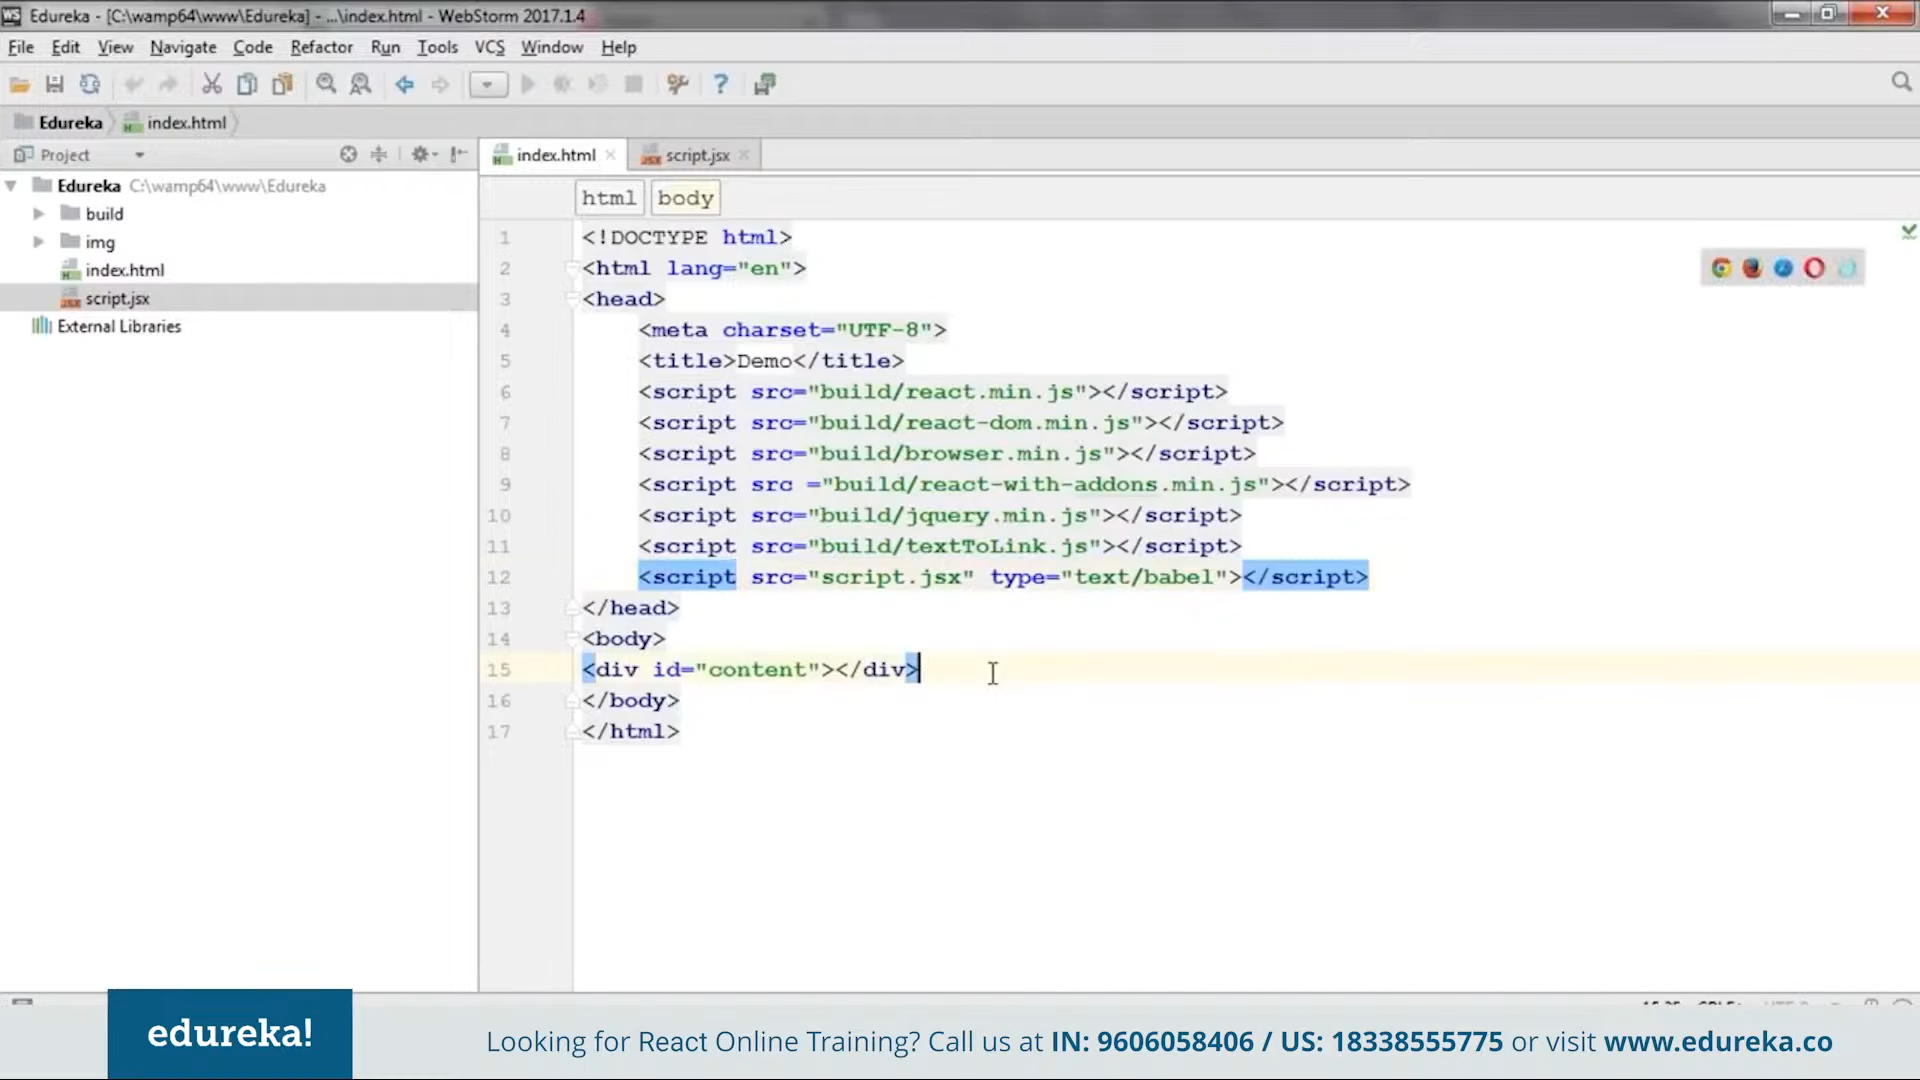 Edureka - [C:\wamp64\www\Edureka] - ...\index.html - WebStorm 2017.1.4
File Edit View Navigate Code Refactor Run Tools VCS Window Help
Edureka index.html
Project
index.html script.jsx
Edureka C:\wamp64\www\Edureka
build
img
index.html
script.jsx
External Libraries
html body
1 <!DOCTYPE html>
2 <html lang="en">
3 <head>
4 <meta charset="UTF-8">
5 <title>Demo</title>
6 <script src="build/react.min.js"></script>
7 <script src="build/react-dom.min.js"></script>
8 <script src="build/browser.min.js"></script>
9 <script src ="build/react-with-addons.min.js"></script>
10 <script src="build/jquery.min.js"></script>
11 <script src="build/textToLink.js"></script>
12 <script src="script.jsx" type="text/babel"></script>
13 </head>
14 <body>
15 <div id="content"></div>
16 </body>
17 </html>
edureka!
Looking for React Online Training? Call us at IN: 9606058406 / US: 18338555775 or visit www.edureka.co